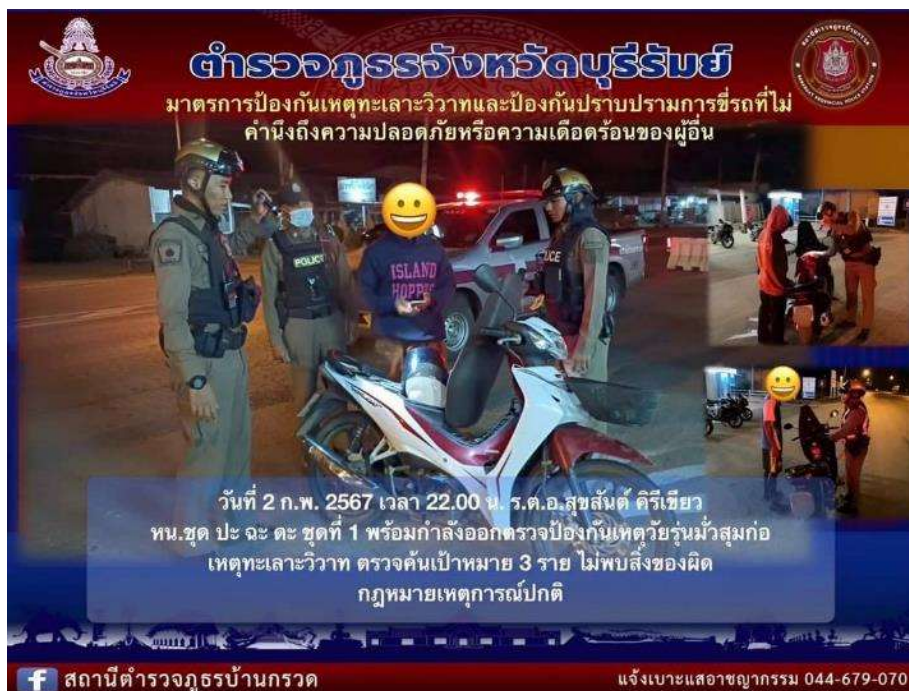 ตำรวจภูธรจังหวัดบุรีรัมย์
มาตรการป้องกันเหตุทะเลาะวิวาทและป้องกันปราบปรามการขี่รถที่ไม่
คำนึงถึงความปลอดภัยหรือความเดือดร้อนของผู้อื่น
POLICE
ISLAND
วันที่ 2 ก.พ. 2567 เวลา 22.00 น. ร.ต.อ.สุขสันต์ คิรีเขียว
หน.ชุด ปะ ฉะ ดะ ชุดที่ 1 พร้อมกำลังออกตรวจป้องกันเหตุวัยรุ่นมั่วสุมก่อ
เหตุทะเลาะวิวาท ตรวจค้นเป้าหมาย 3 ราย ไม่พบสิ่งของผิด
กฎหมายเหตุการณ์ปกติ
f สถานีตำรวจภูธรบ้านกรวด
แจ้งเบาะแสอาชญากรรม 044-679-070